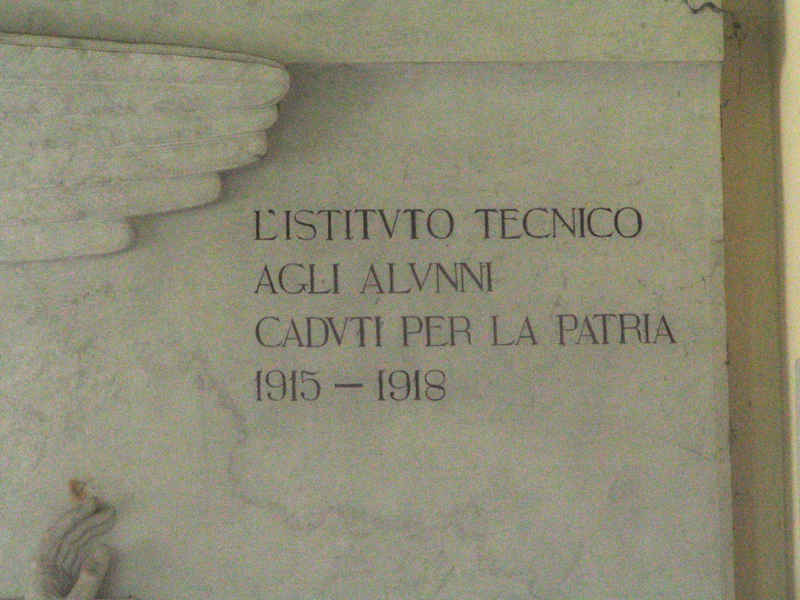 L'ISTITVTO TECNICO
AGLI ALVNNI
CADVTI PER LA PATRIA
1915 — 1918